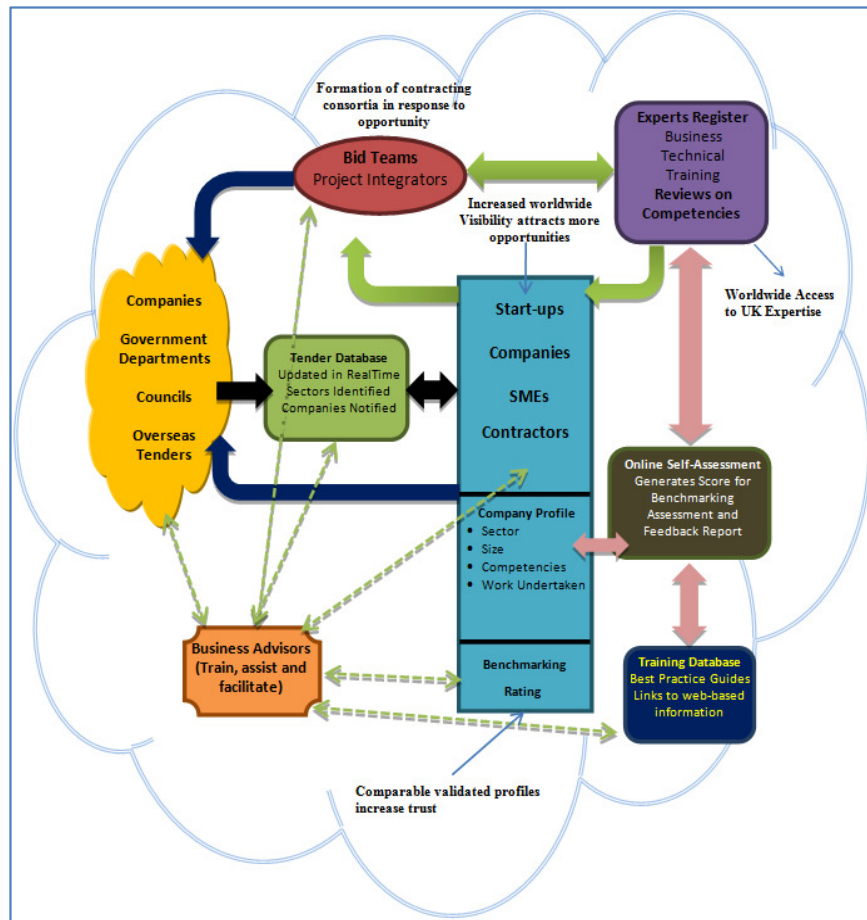 Formation of contracting
consortia in response to
opportunity
Bid Teams
Project Integrators
Experts Register
Business
Technical
Training
Reviews on
Competencies
Increased worldwide
Visibility attracts more
opportunities
Worldwide Access
to UK Expertise
Companies
Government
Departments
Councils
Overseas
Tenders
Tender Database
Updated in RealTime
Sectors Identified
Companies Notified
Start-ups
Companies
SMEs
Contractors
Online Self-Assessment
Generates Score for
Benchmarking
Assessment and
Feedback Report
Company Profile
• Sector
• Size
• Competencies
• Work Undertaken
Business Advisors
(Train, assist and
facilitate)
Benchmarking
Rating
Training Database
Best Practice Guides
Links to web-based
information
Comparable validated profiles
increase trust